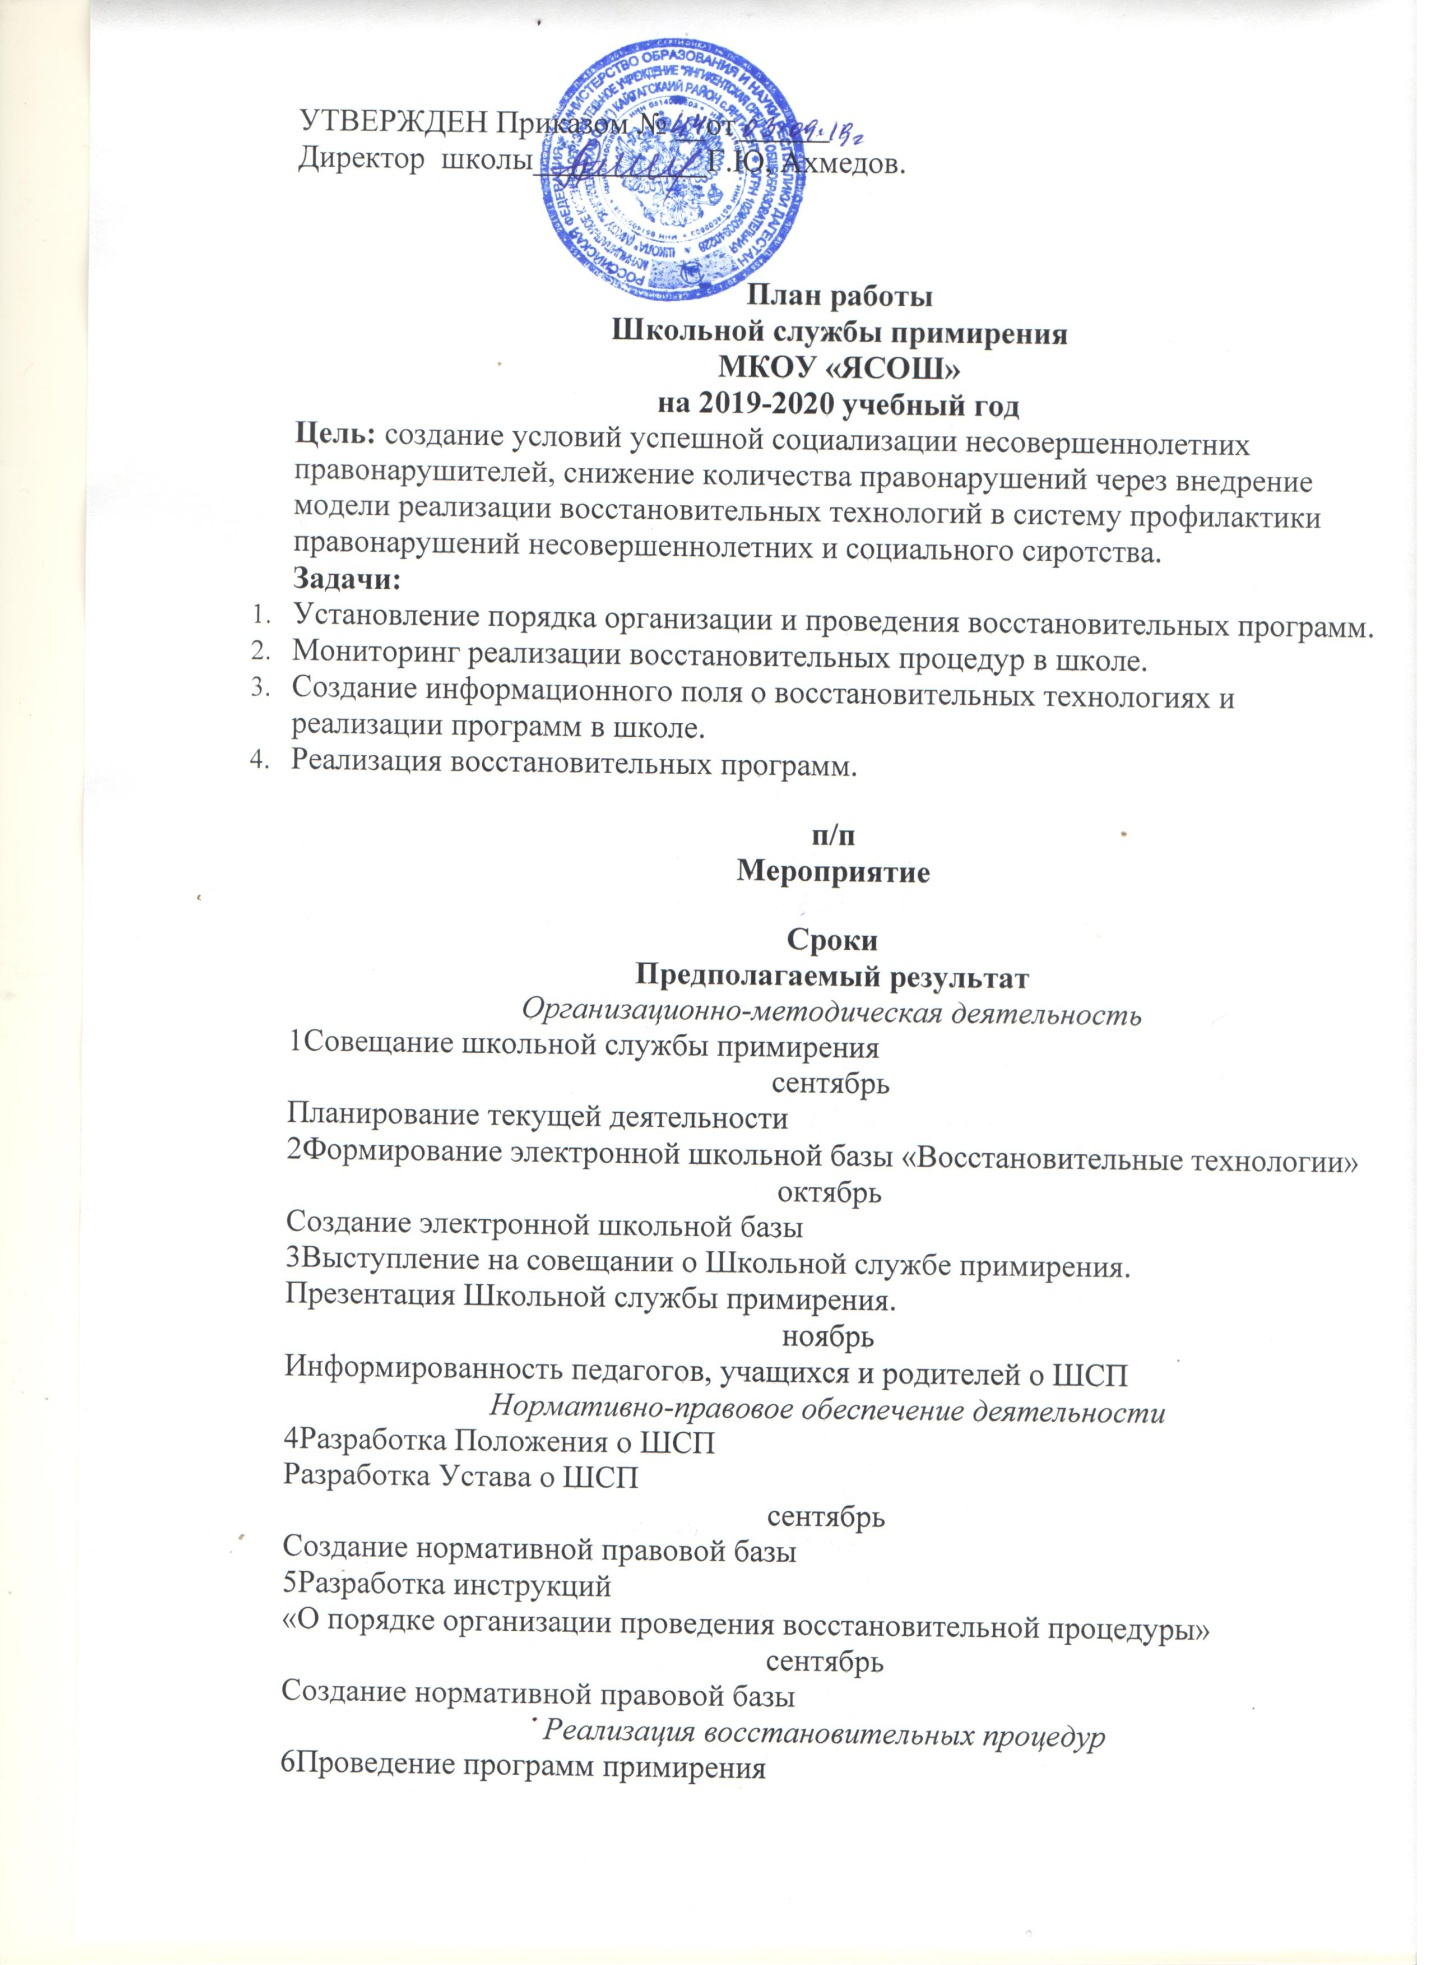 УТВЕРЖДЕН Приказом № от
Директор школы____________Г.Ю, Ахмедов.
План работы
Школьной службы примирения
МКОУ «ЯСОШ»
на 2019-2020 учебный год
Цель: создание условий успешной социализации несовершеннолетних
правонарушителей, снижение количества правонарушений через внедрение
модели реализации восстановительных технологий в систему профилактики
правонарушений несовершеннолетних и социального сиротства.
Задачи:
1. Установление порядка организации и проведения восстановительных программ.
2. Мониторинг реализации восстановительных процедур в школе.
3. Создание информационного поля о восстановительных технологиях и
реализации программ в школе.
4. Реализация восстановительных программ.
п/п
Мероприятие
Сроки
Предполагаемый результат
Организационно-методическая деятельность
1Совещание школьной службы примирения
сентябрь
Планирование текущей деятельности
2Формирование электронной школьной базы «Восстановительные технологии»
октябрь
Создание электронной школьной базы
3Выступление на совещании о Школьной службе примирения.
Презентация Школьной службы примирения.
ноябрь
Информированность педагогов, учащихся и родителей о ШСП
Нормативно-правовое обеспечение деятельности
4Разработка Положения о ШСП
Разработка Устава о ШСП
сентябрь
Создание нормативной правовой базы
5Разработка инструкций
«О порядке организации проведения восстановительной процедуры»
сентябрь
Создание нормативной правовой базы
Реализация восстановительных процедур
6Проведение программ примирения